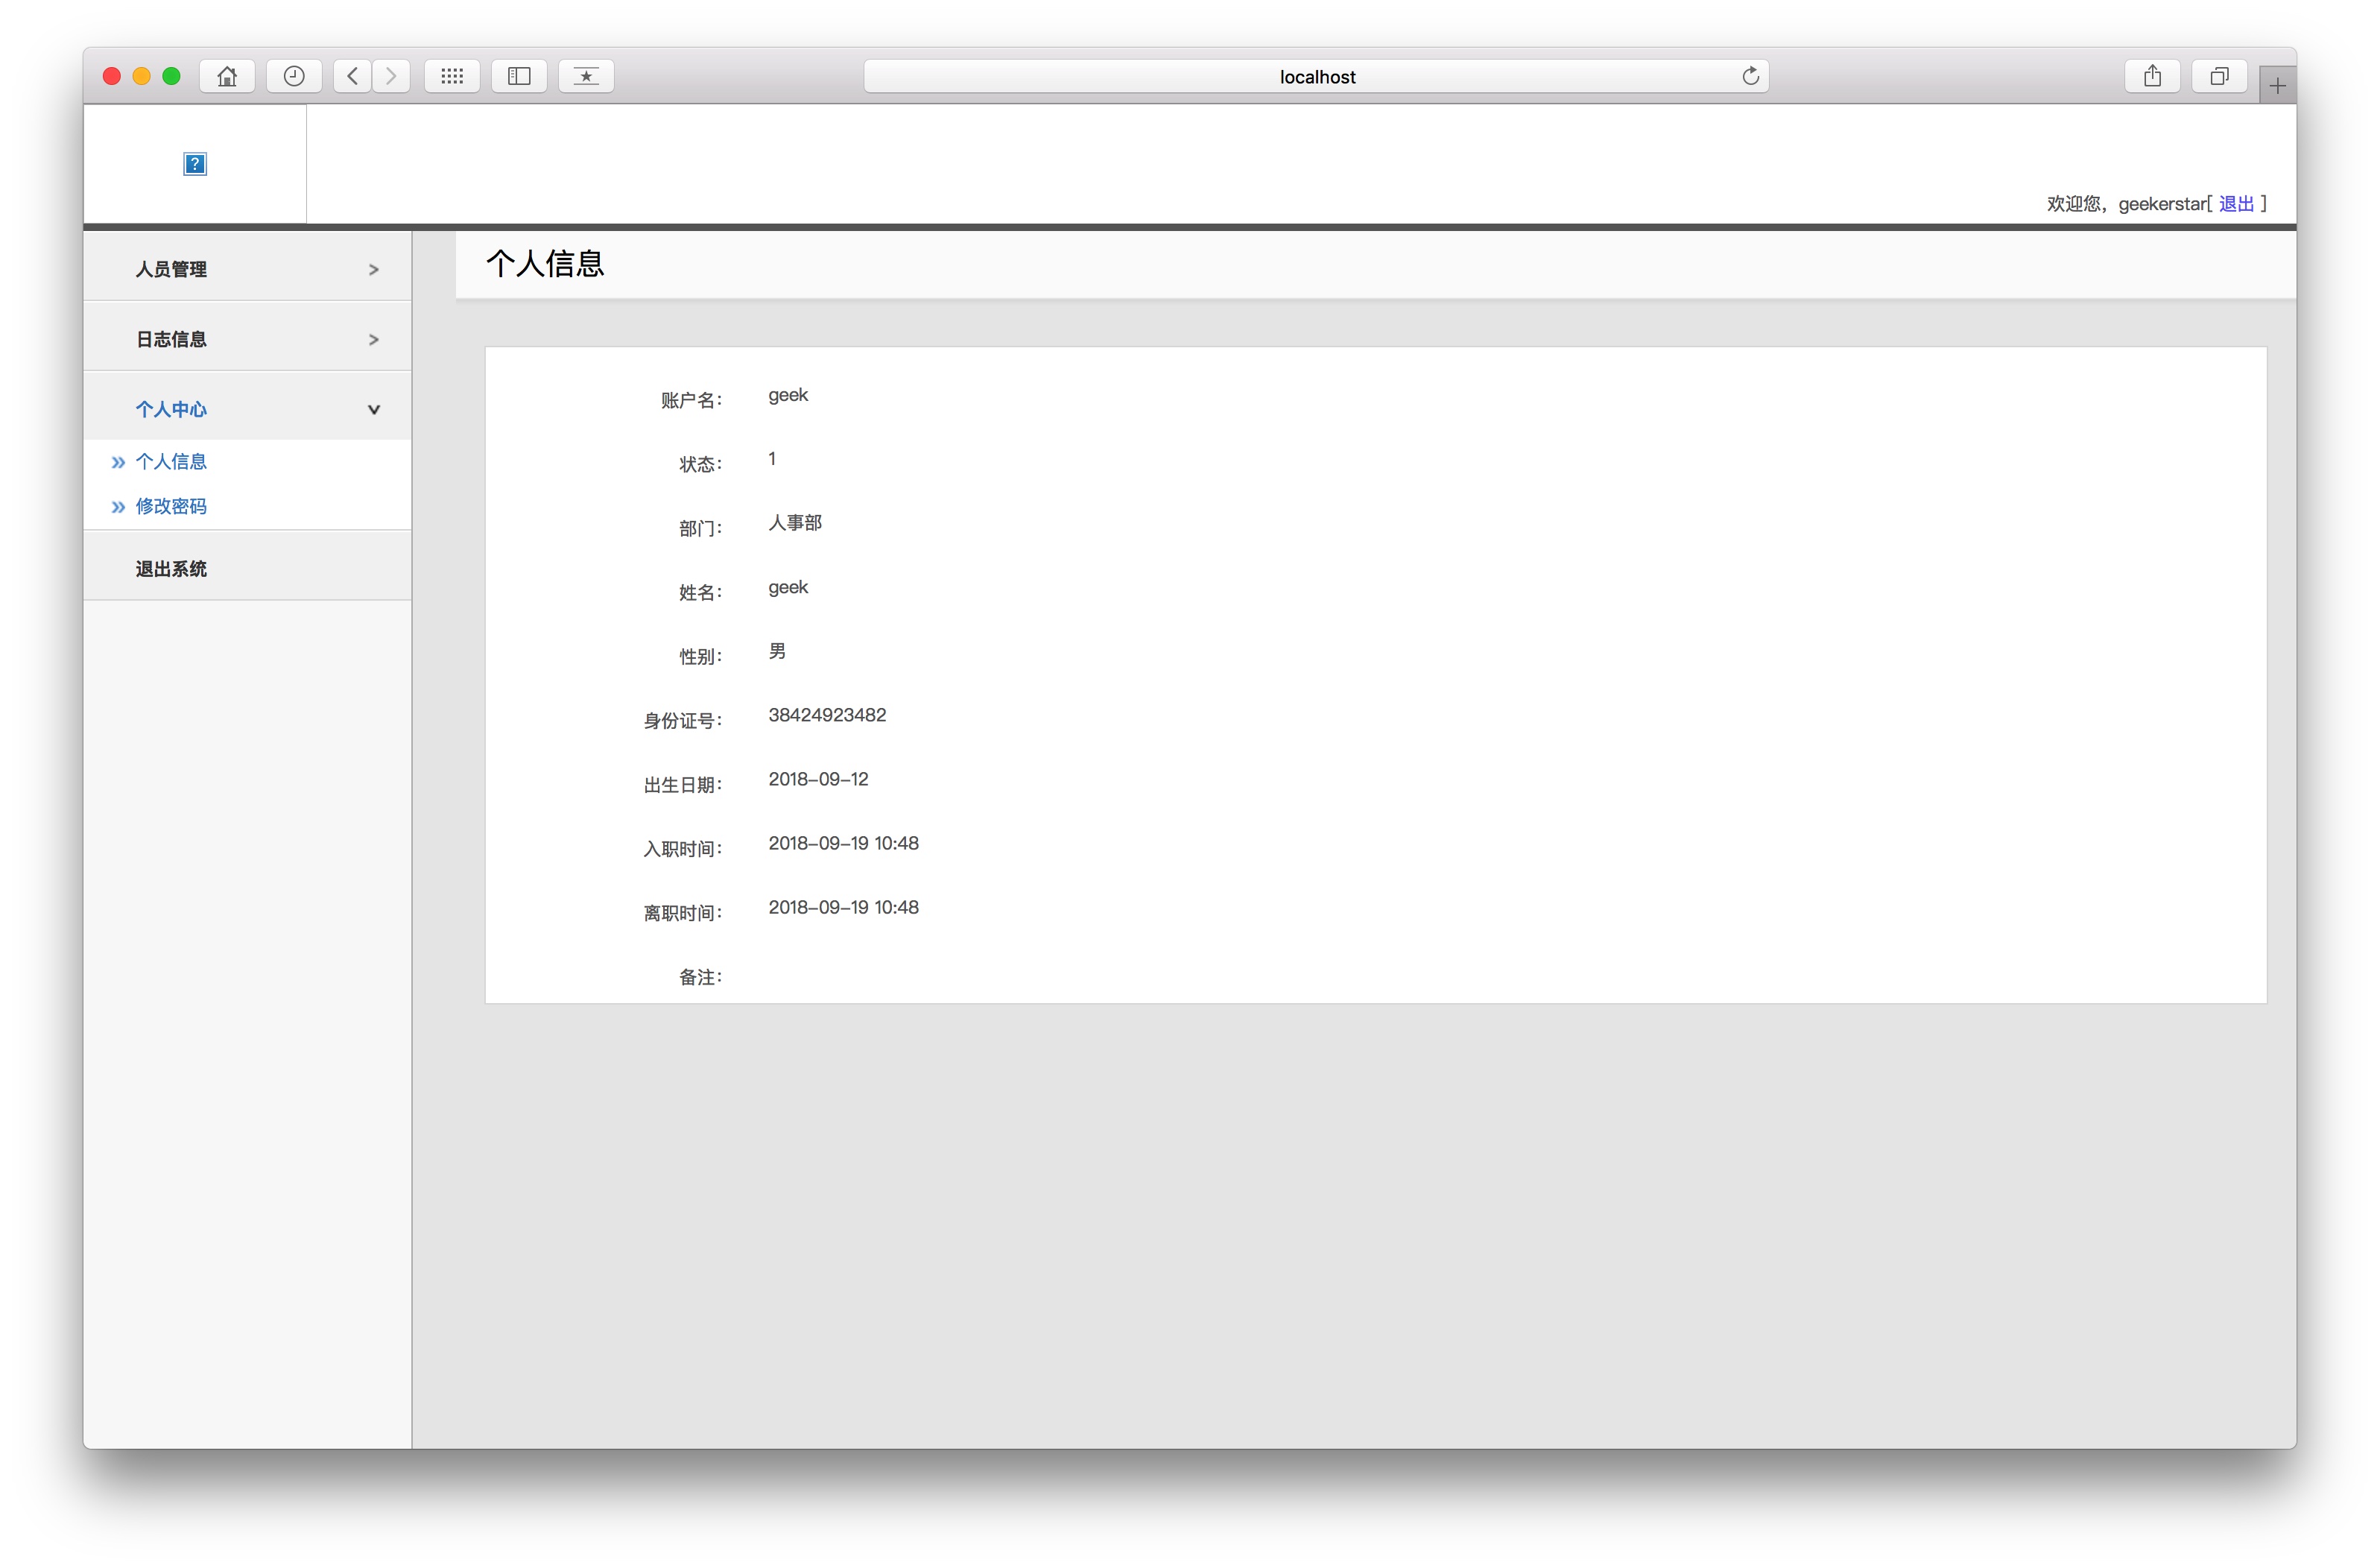 localhost
欢迎您，geekerstar[ 退出 ]
人员管理
日志信息
个人中心
个人信息
修改密码
退出系统
个人信息
账户名： geek
状态： 1
部门： 人事部
姓名： geek
性别： 男
身份证号： 38424923482
出生日期： 2018-09-12
入职时间： 2018-09-19 10:48
离职时间： 2018-09-19 10:48
备注：